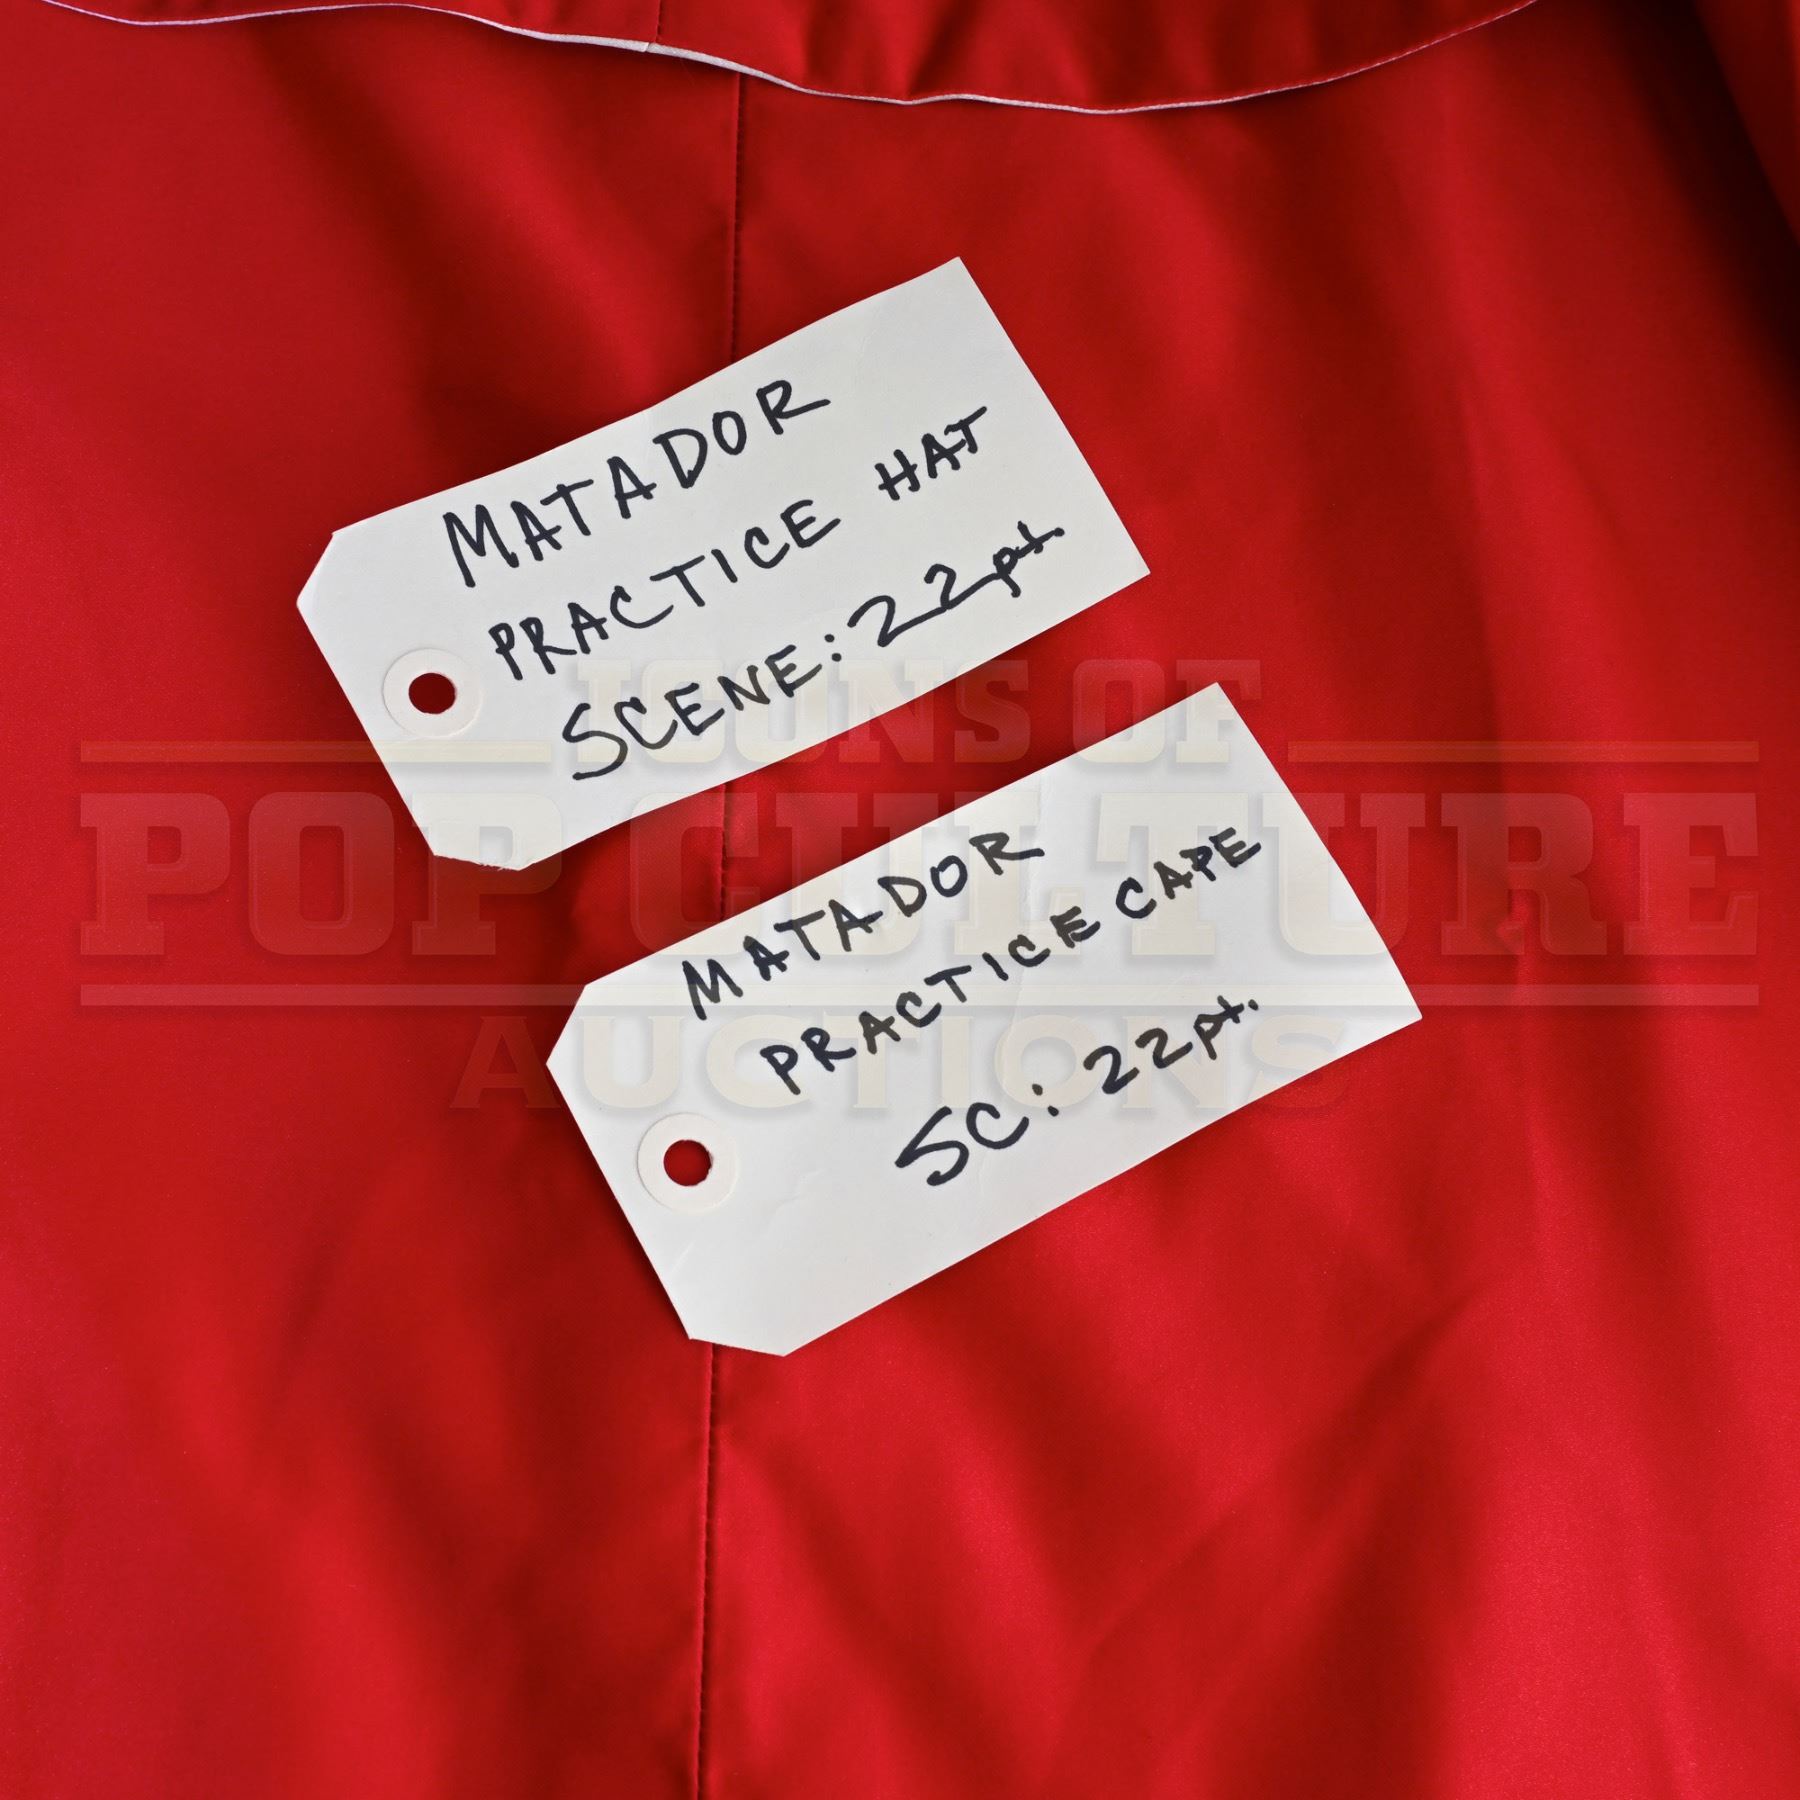 MATADOR
PRACTICE HAT
SCENE: 22pt.
ICONS OF
POP CULTURE
AUCTIONS
MATADOR
PRACTICE CAPE
SC: 22pt.